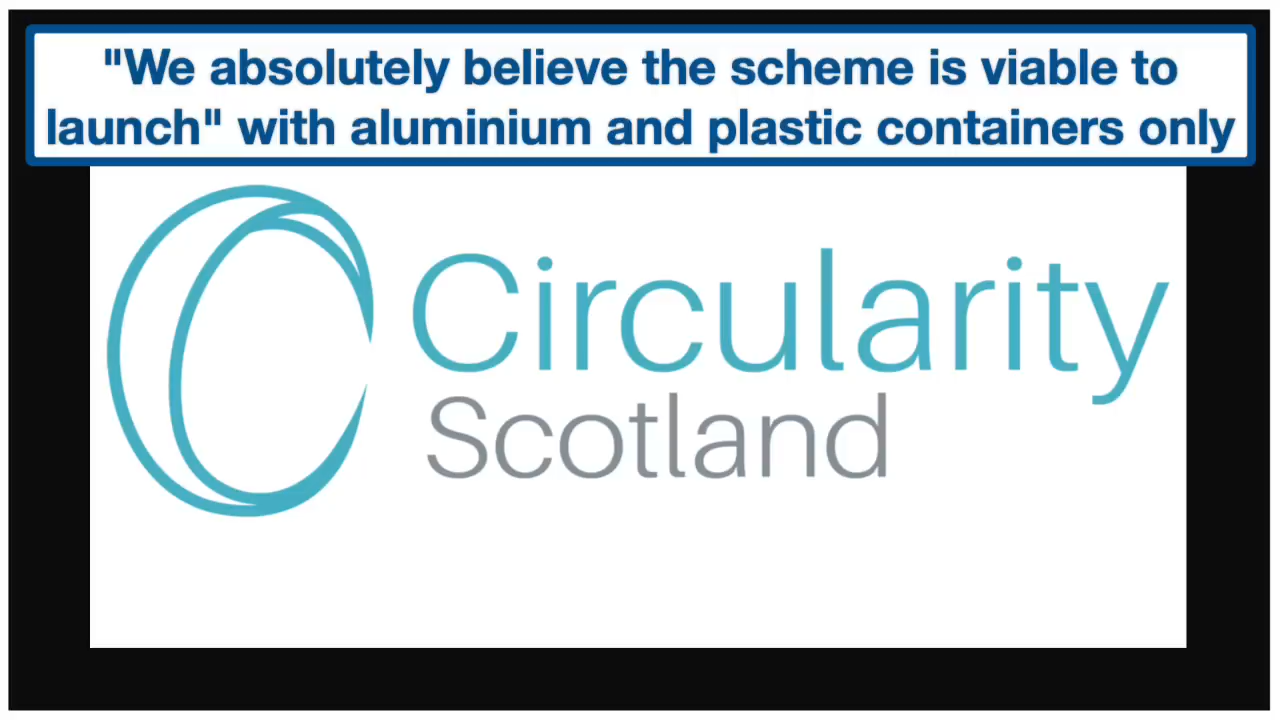 "We absolutely believe the scheme is viable to
launch" with aluminium and plastic containers only
Circularity
Scotland